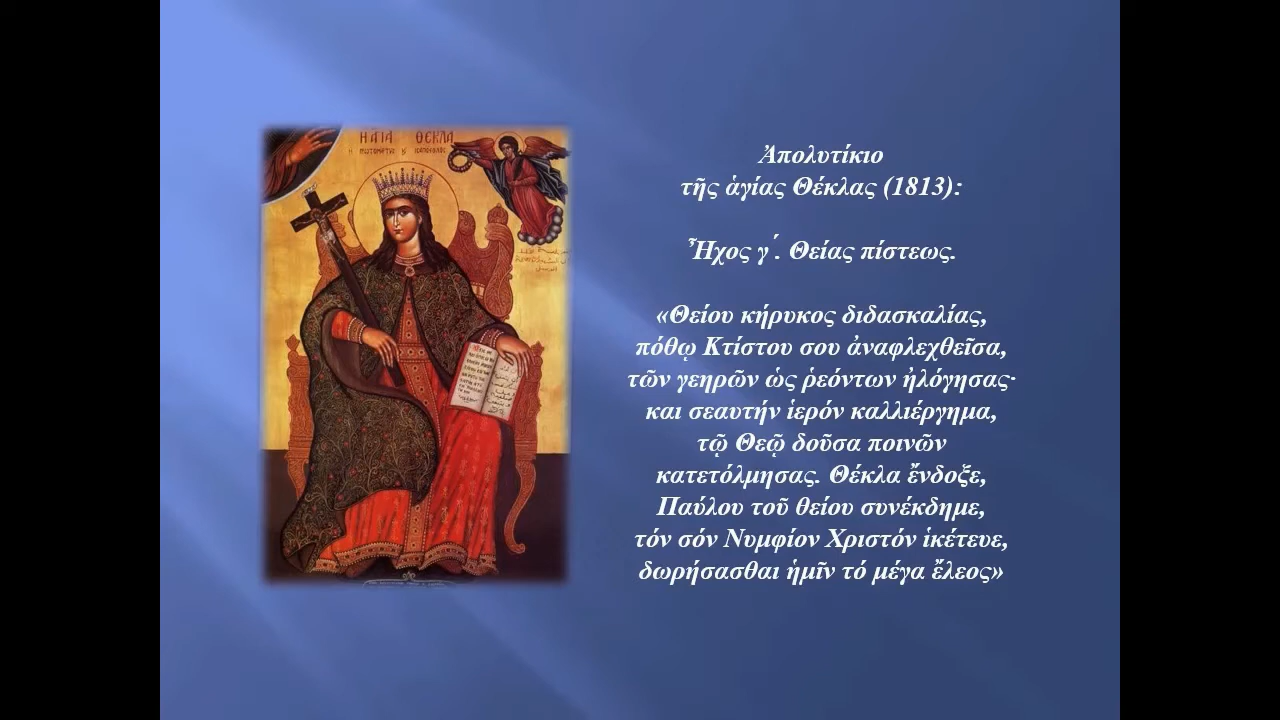 Η ΑΓΙΑ ΘΕΚΛΑ
Ἀπολυτίκιο
τῆς ἁγίας Θέκλας (1813):
Ἦχος γ΄. Θείας πίστεως.
«Θείου κήρυκος διδασκαλίας,
πόθῳ Κτίστου σου ἀναφλεχθεῖσα,
τῶν γεηρῶν ὡς ῥεόντων ἠλόγησας·
και σεαυτήν ἱερόν καλλιέργημα,
τῷ Θεῷ δοῦσα ποινῶν
κατετόλμησας. Θέκλα ἔνδοξε,
Παύλου τοῦ θείου συνέκδημε,
τόν σόν Νυμφίον Χριστόν ἱκέτευε,
δωρήσασθαι ἡμῖν τό μέγα ἔλεος»